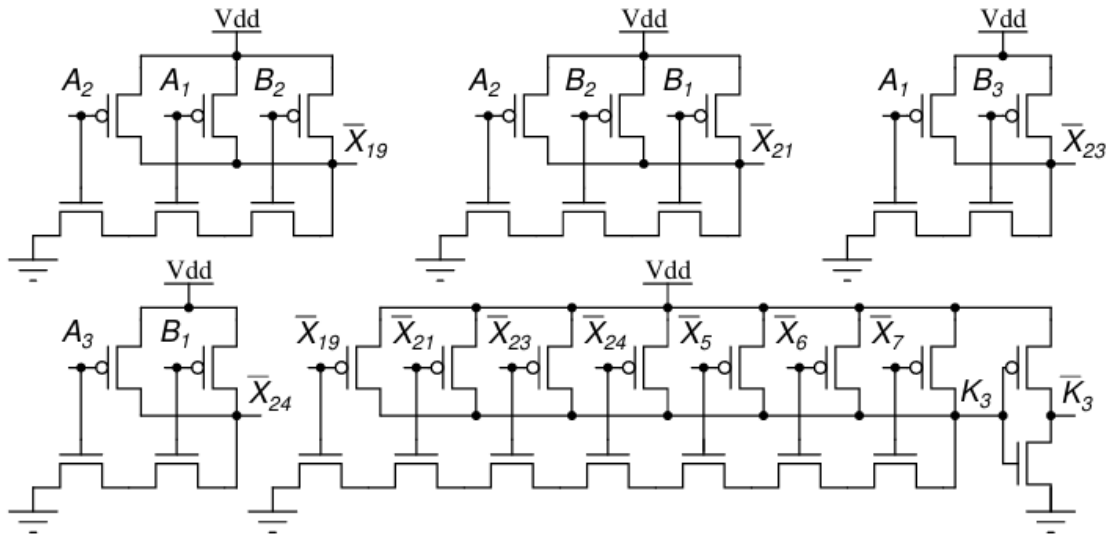 Vdd Vdd Vdd
A₂ A₁ B₂ X̅₁₉
A₂ B₂ B₁ X̅₂₁
A₁ B₃ X̅₂₃
Vdd Vdd
A₃ B₁ X̅₂₄
X̅₁₉ X̅₂₁ X̅₂₃ X̅₂₄ X̅₅ X̅₆ X̅₇ K₃ K̅₃